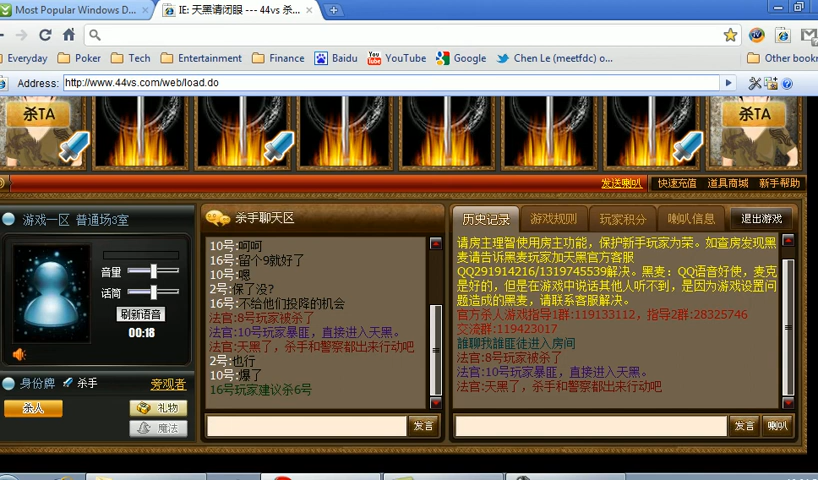 Most Popular Windows D...
IE: 天黑请闭眼 --- 44vs 杀...
Everyday
Poker
Tech
Entertainment
Finance
Baidu
YouTube
Google
Chen Le (meetfdc) o...
Other bookm
Address: http://www.44vs.com/web/load.do
杀TA
杀TA
发送喇叭
快速充值
道具商城
新手帮助
游戏一区 普通场3室
音量
话筒
刷新语音
00:18
身份牌
杀手
旁观者
杀人
礼物
魔法
杀手聊天区
10号:呵呵
16号:留个9就好了
10号:嗯
2号:保了没?
16号:不给他们投降的机会
法官:8号玩家被杀了
法官:10号玩家暴匪，直接进入天黑。
法官:天黑了，杀手和警察都出来行动吧
2号:也行
10号:爆了
16号玩家建议杀6号
发言
历史记录
游戏规则
玩家积分
喇叭信息
退出游戏
请房主理智使用房主功能，保护新手玩家为荣。如查房发现黑
麦请告诉黑麦玩家加天黑官方客服
QQ291914216/1319745539解决。黑麦：QQ语音好使，麦克
是好的，但是在游戏中说话其他人听不到，是因为游戏设置问
题造成的黑麦，请联系客服解决。
官方杀人游戏指导1群:119133112，指导2群:28325746
交流群:119423017
誰聊我誰匪徒进入房间
法官:8号玩家被杀了
法官:10号玩家暴匪，直接进入天黑。
法官:天黑了，杀手和警察都出来行动吧
发言
喇叭